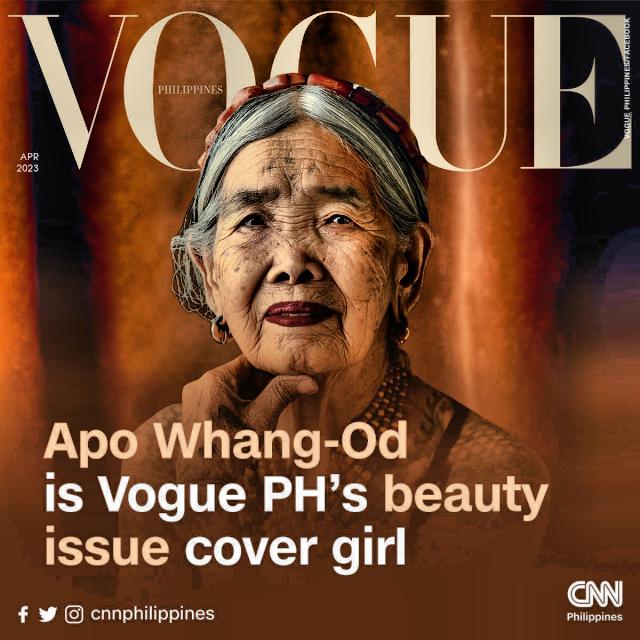 VOGUE
PHILIPPINES
APR
2023
VOGUE PHILIPPINES/FACEBOOK
Apo Whang-Od
is Vogue PH's beauty
issue cover girl
cnnphilippines
CNN
Philippines